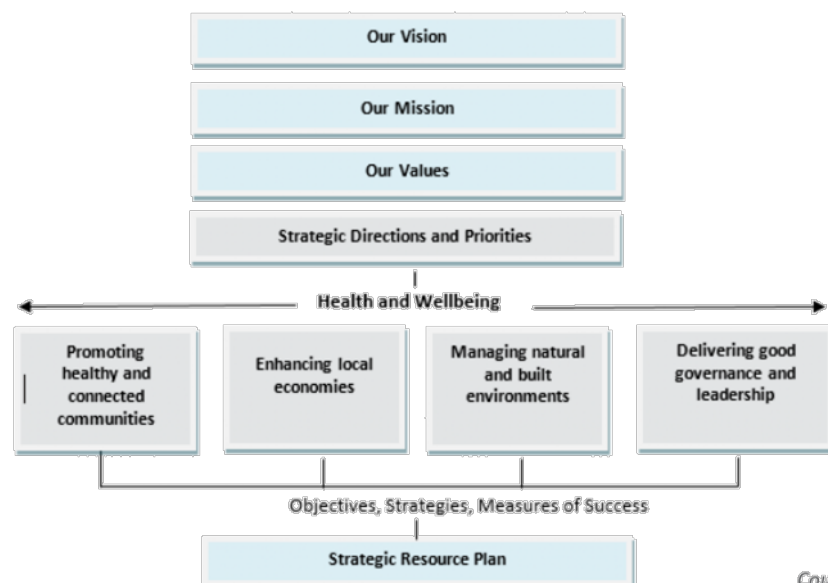 Our Vision
Our Mission
Our Values
Strategic Directions and Priorities
Health and Wellbeing
Promoting
healthy and
connected
communities
Enhancing local
economies
Managing natural
and built
environments
Delivering good
governance and
leadership
Objectives, Strategies, Measures of Success
Strategic Resource Plan